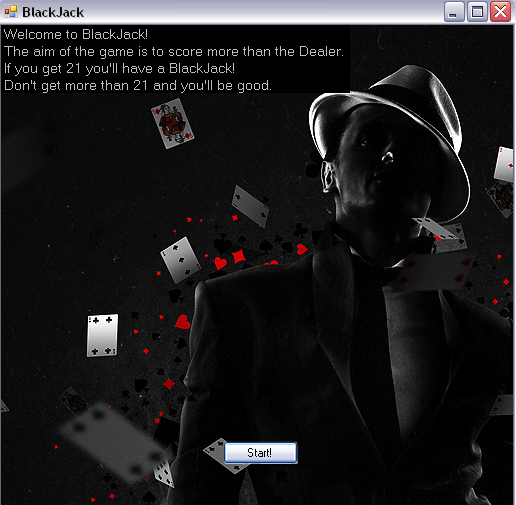 BlackJack
Welcome to BlackJack!
The aim of the game is to score more than the Dealer.
If you get 21 you'll have a BlackJack!
Don't get more than 21 and you'll be good.
Start!